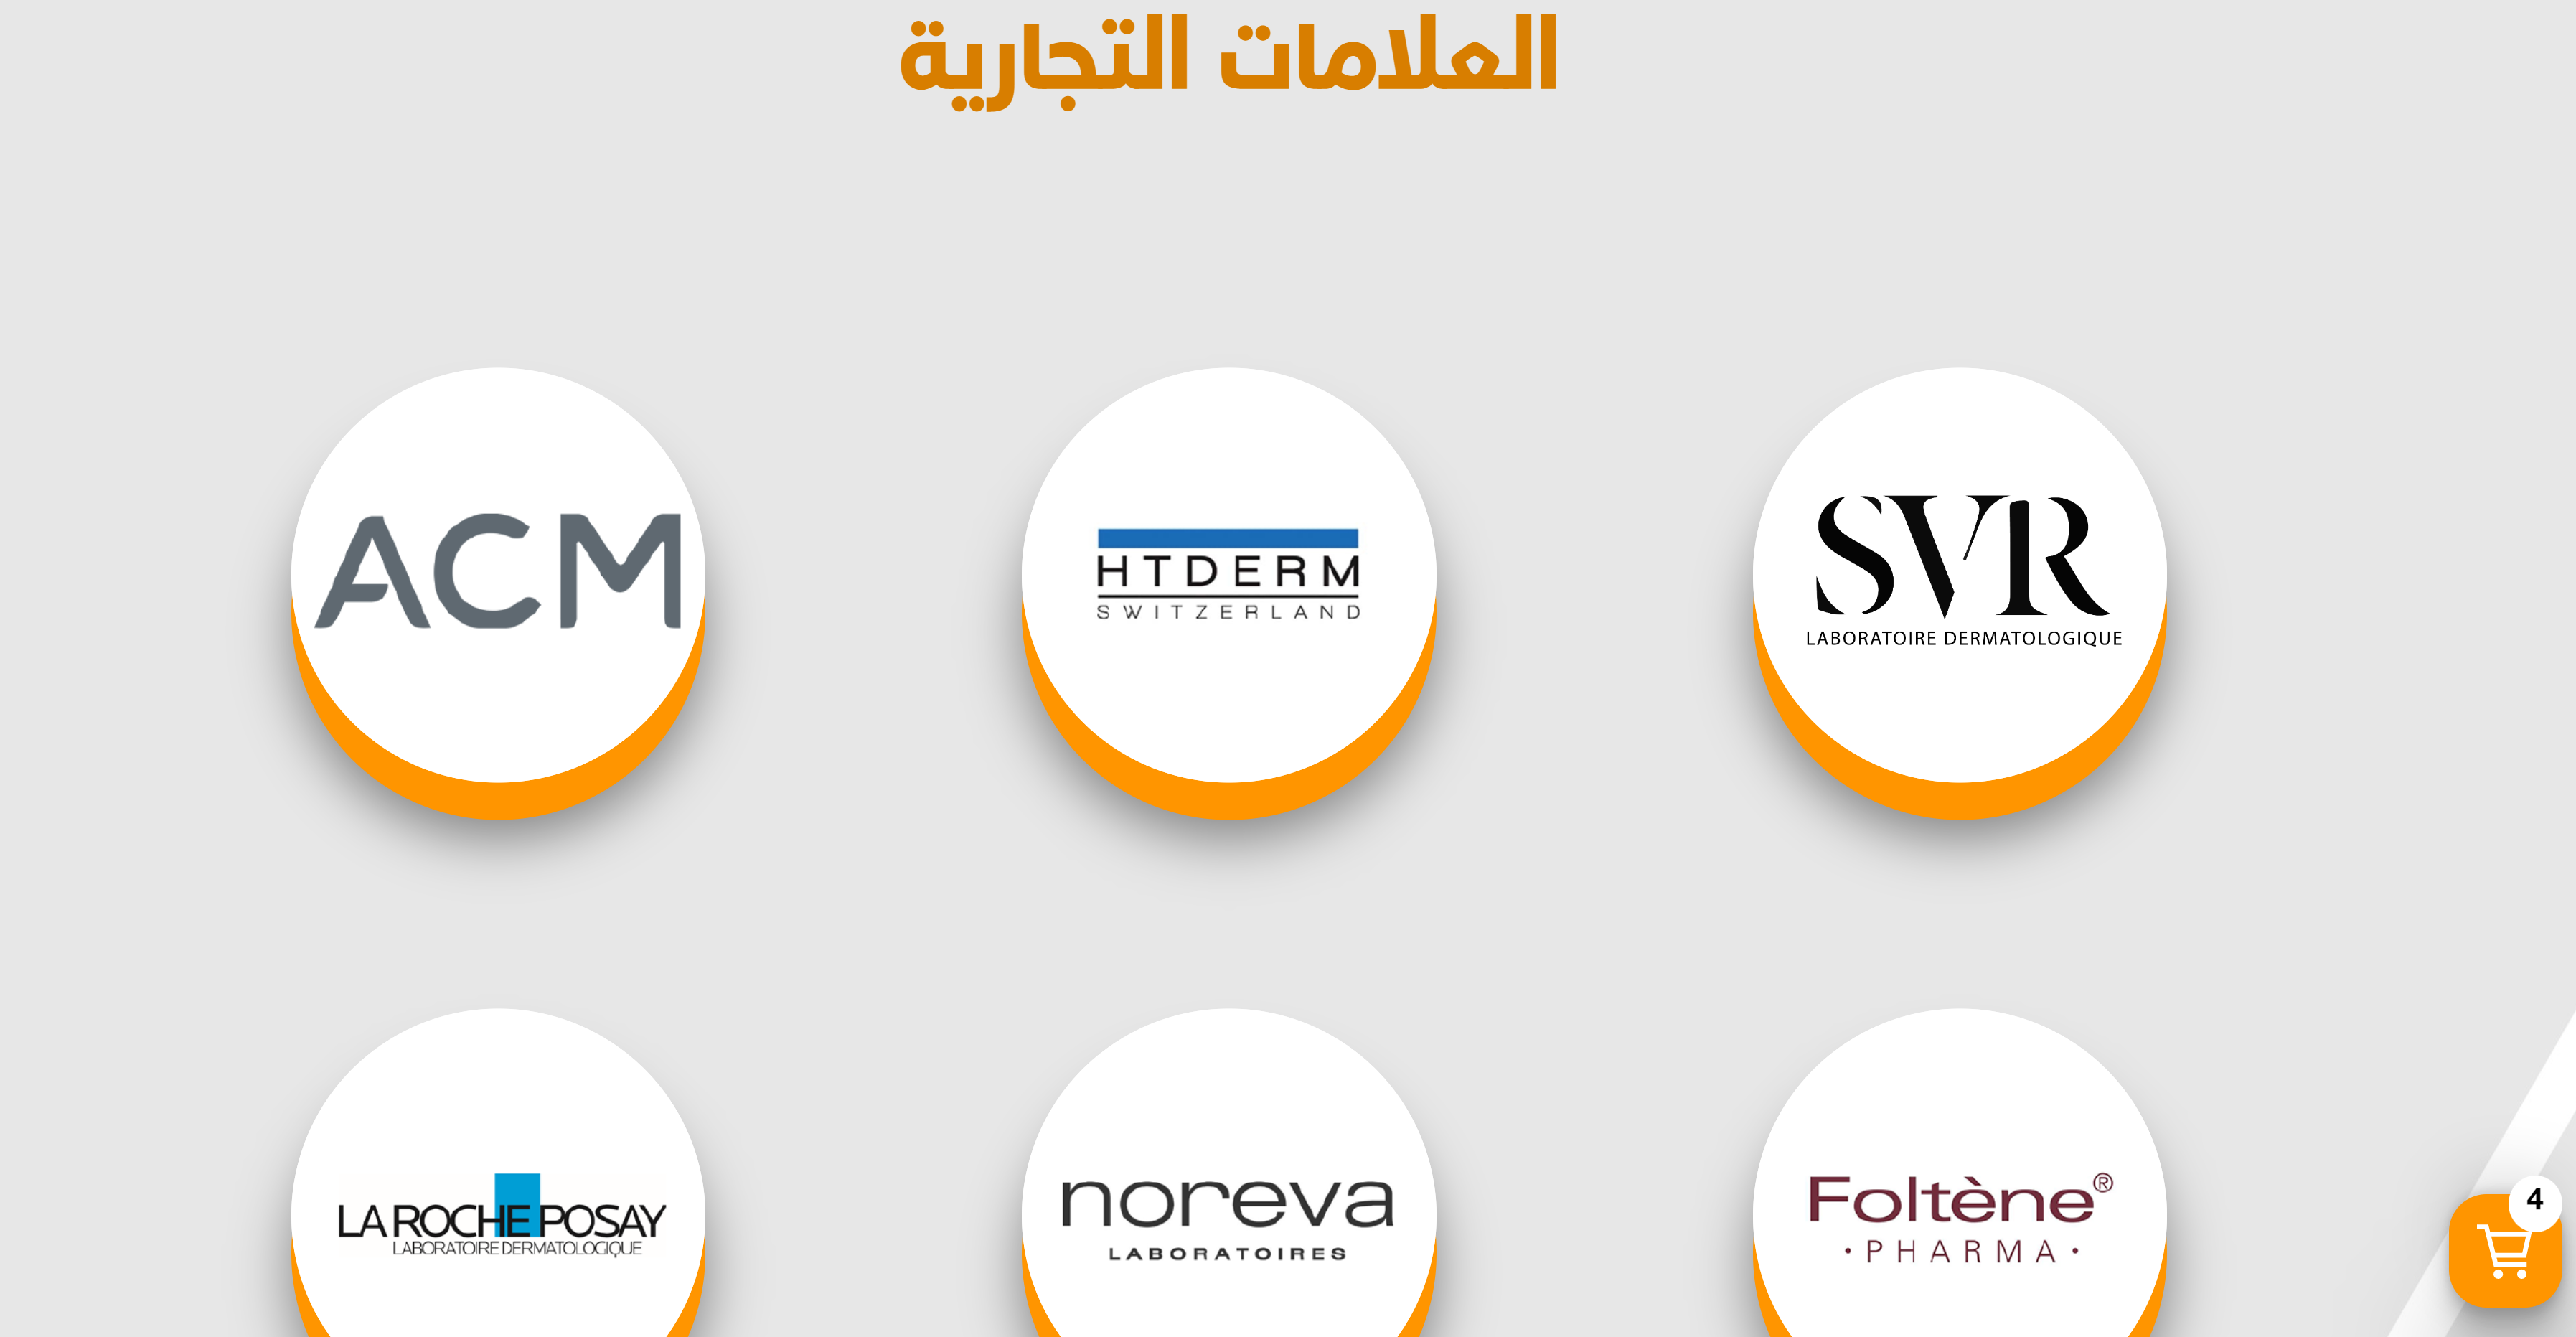 العلامات التجارية
ACM
HTDERM
SWITZERLAND
SVR
LABORATOIRE DERMATOLOGIQUE
LA ROCHE POSAY
LABORATOIRE DERMATOLOGIQUE
noreva
LABORATOIRES
Foltène®
• PHARMA •
4